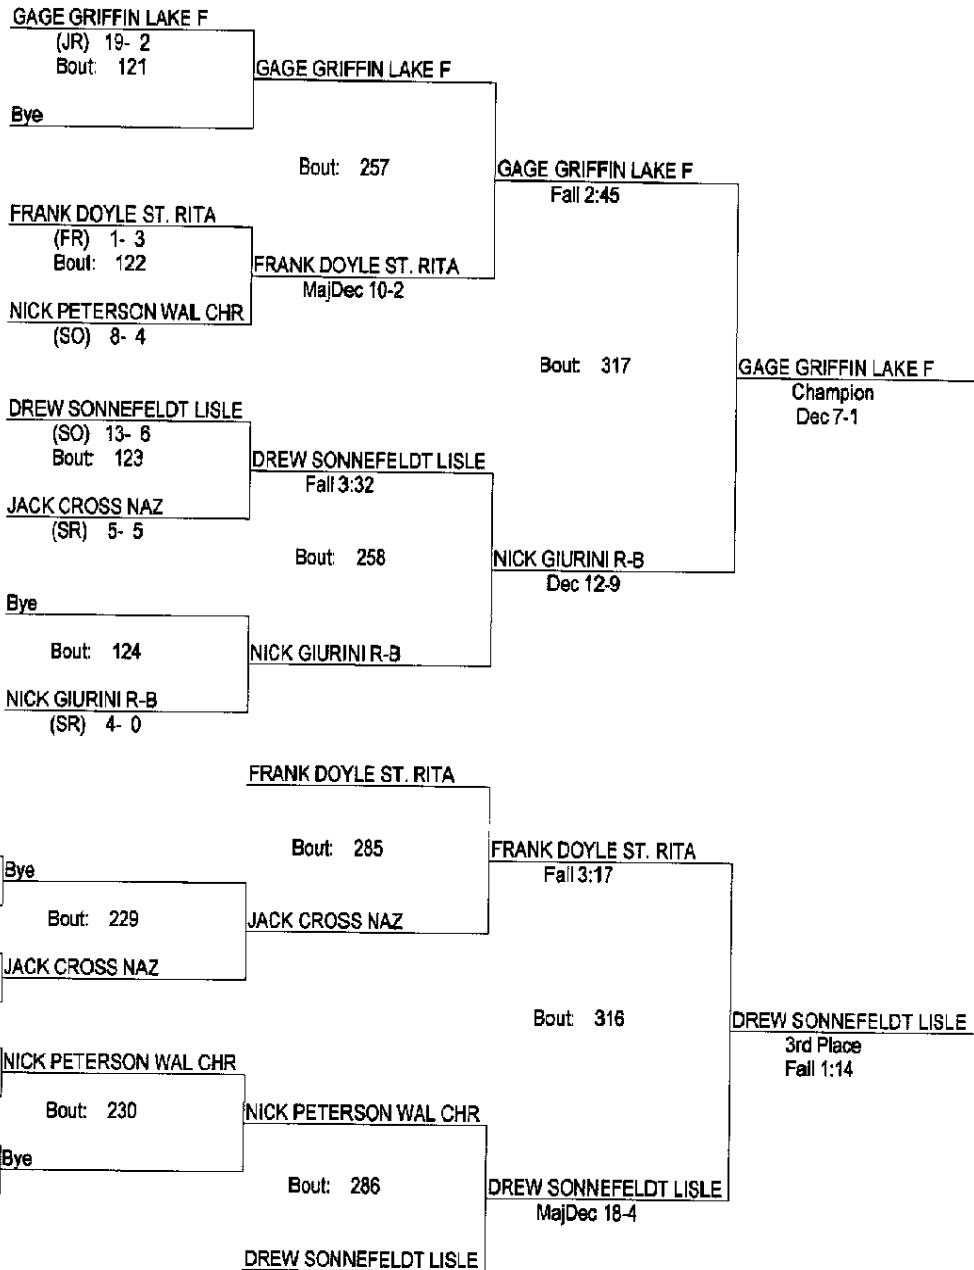 GAGE GRIFFIN LAKE F
(JR) 19- 2
Bout: 121
GAGE GRIFFIN LAKE F
Bye
Bout: 257
GAGE GRIFFIN LAKE F
Fall 2:45
FRANK DOYLE ST. RITA
(FR) 1- 3
Bout: 122
FRANK DOYLE ST. RITA
MajDec 10-2
NICK PETERSON WAL CHR
(SO) 8- 4
Bout: 317
GAGE GRIFFIN LAKE F
Champion
Dec 7-1
DREW SONNEFELDT LISLE
(SO) 13- 6
Bout: 123
DREW SONNEFELDT LISLE
Fall 3:32
JACK CROSS NAZ
(SR) 5- 5
Bout: 258
NICK GIURINI R-B
Dec 12-9
Bye
Bout: 124
NICK GIURINI R-B
NICK GIURINI R-B
(SR) 4- 0
FRANK DOYLE ST. RITA
Bout: 285
FRANK DOYLE ST. RITA
Fall 3:17
Bye
Bout: 229
JACK CROSS NAZ
JACK CROSS NAZ
Bout: 316
DREW SONNEFELDT LISLE
3rd Place
Fall 1:14
NICK PETERSON WAL CHR
Bout: 230
NICK PETERSON WAL CHR
Bye
Bout: 286
DREW SONNEFELDT LISLE
MajDec 18-4
DREW SONNEFELDT LISLE